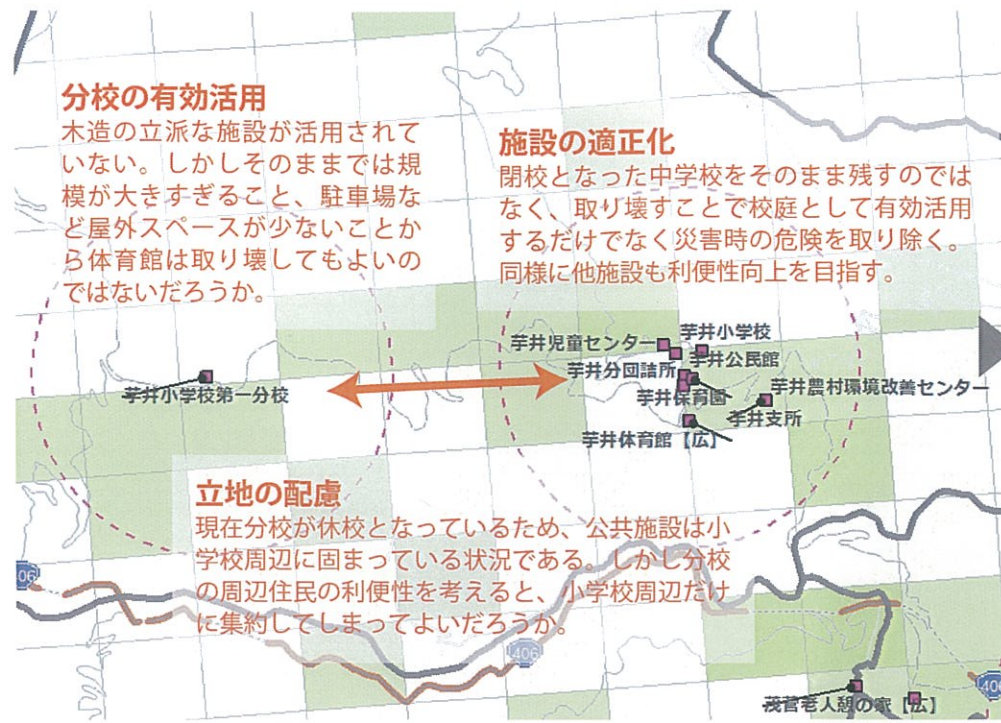 分校の有効活用
木造の立派な施設が活用されて
いない。しかしそのままでは規
模が大きすぎること、駐車場な
ど屋外スペースが少ないことか
ら体育館は取り壊してもよいの
ではないだろうか。
施設の適正化
閉校となった中学校をそのまま残すのでは
なく、取り壊すことで校庭として有効活用
するだけでなく災害時の危険を取り除く。
同様に他施設も利便性向上を目指す。
芋井児童センター
芋井小学校
芋井分団詰所
芋井公民館
芋井保育園
芋井農村環境改善センター
芋井支所
芋井体育館【広】
芋井小学校第一分校
立地の配慮
現在分校が休校となっているため、公共施設は小
学校周辺に固まっている状況である。しかし分校
の周辺住民の利便性を考えると、小学校周辺だけ
に集約してしまってよいだろうか。
406
406
406
茂菅老人憩の家【広】